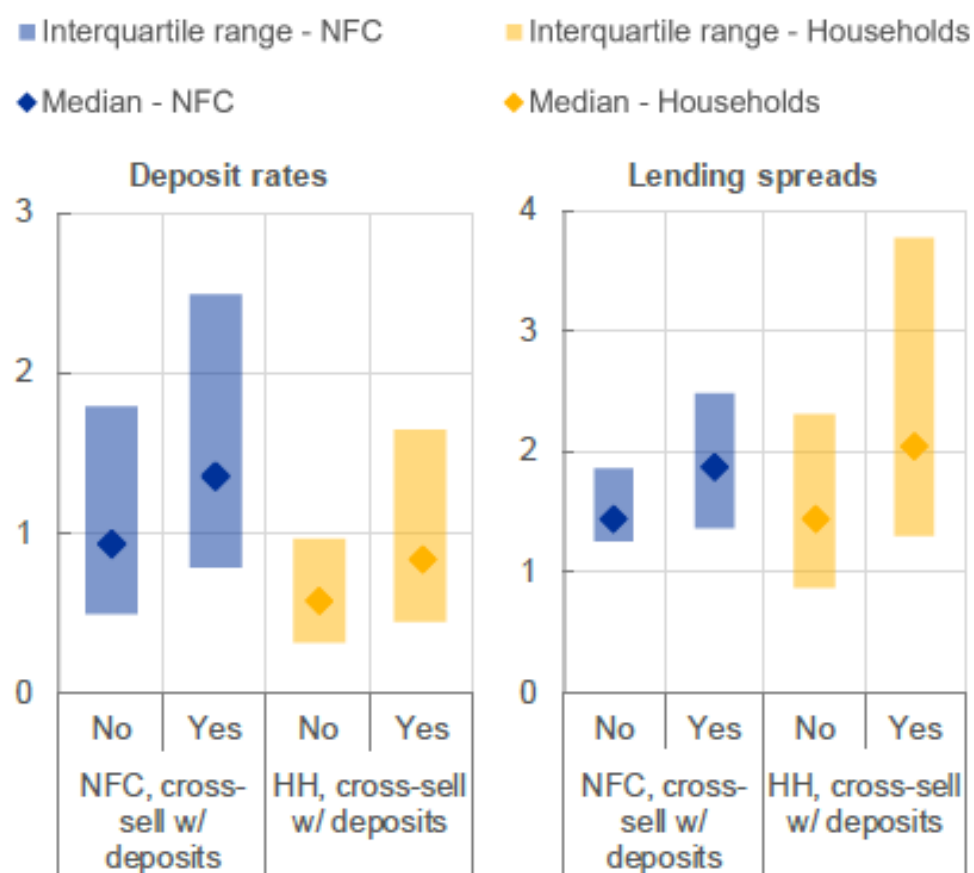 Interquartile range - NFC
Interquartile range - Households
Median - NFC
Median - Households
Deposit rates
3
2
1
0
No
Yes
No
Yes
NFC, cross-
sell w/
deposits
HH, cross-sell
w/ deposits
Lending spreads
4
3
2
1
0
No
Yes
No
Yes
NFC, cross-
sell w/
deposits
HH, cross-sell
w/ deposits